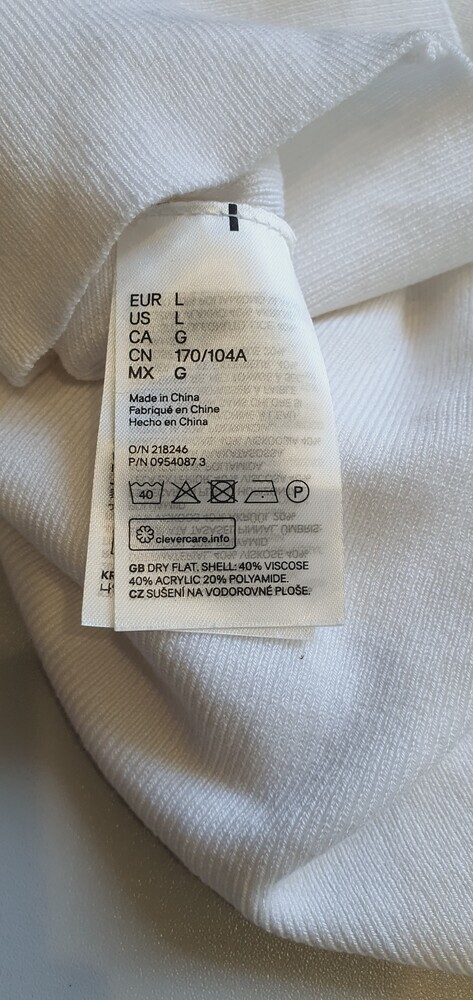 EUR L
US L
CA G
CN 170/104A
MX G
Made in China
Fabriqué en Chine
Hecho en China
O/N 218246
P/N 0954087 3
40 P
clevercare.info
GB DRY FLAT. SHELL: 40% VISCOSE
40% ACRYLIC 20% POLYAMIDE.
CZ SUŠENÍ NA VODOROVNÉ PLOŠE.